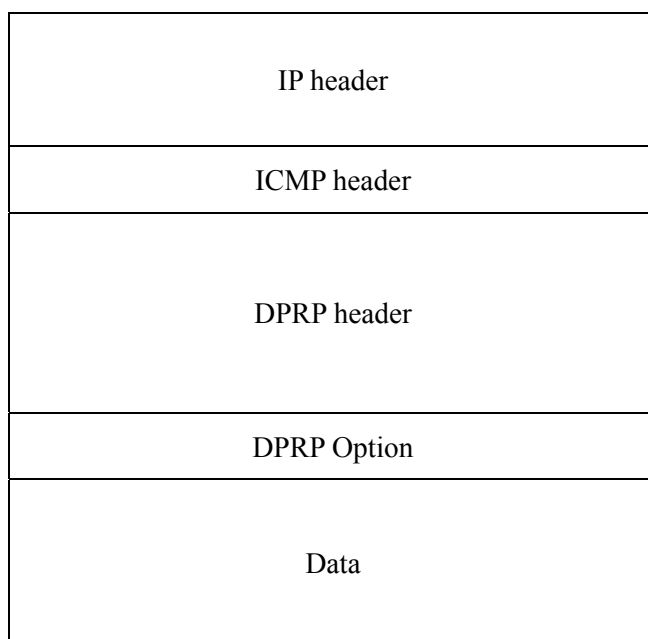 IP header
ICMP header
DPRP header
DPRP Option
Data